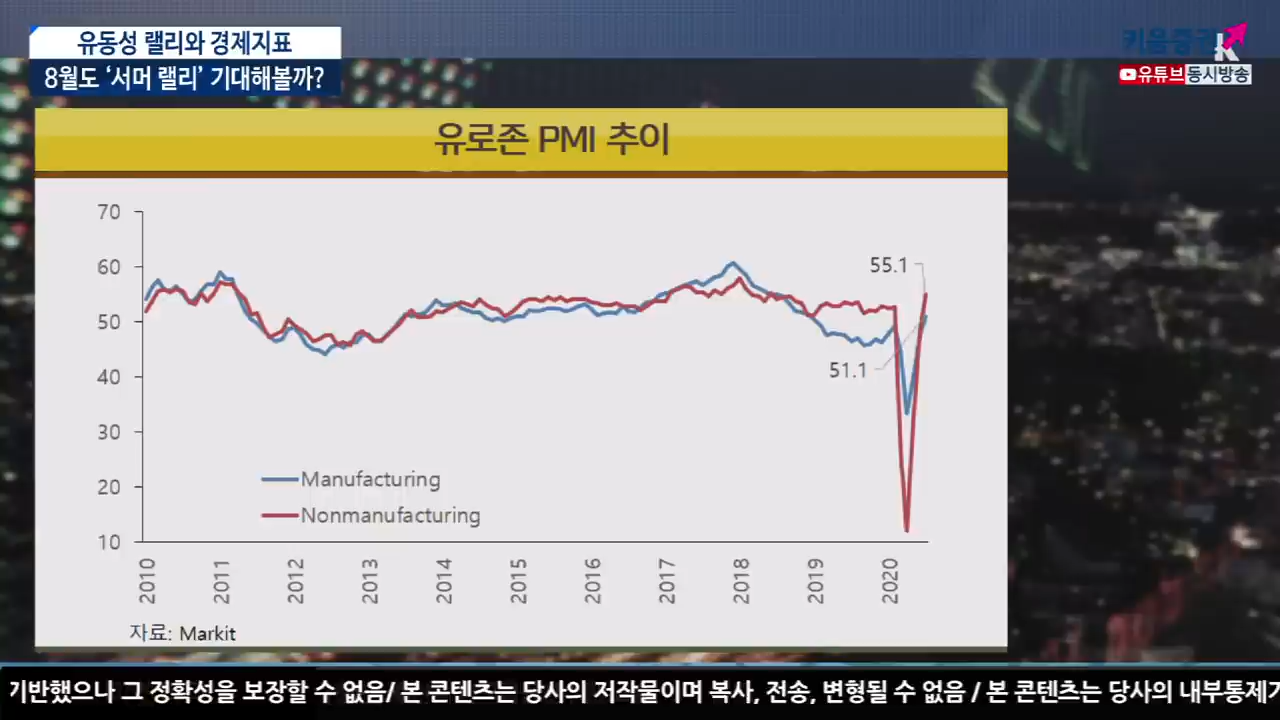 유동성 랠리와 경제지표
8월도 ‘서머 랠리’ 기대해볼까?
키움증권
유튜브동시방송
유로존 PMI 추이
70
60
50
40
30
20
10
55.1
51.1
Manufacturing
Nonmanufacturing
2010 2011 2012 2013 2014 2015 2016 2017 2018 2019 2020
자료: Markit
기반했으나 그 정확성을 보장할 수 없음/ 본 콘텐츠는 당사의 저작물이며 복사, 전송, 변형될 수 없음 / 본 콘텐츠는 당사의 내부통제기